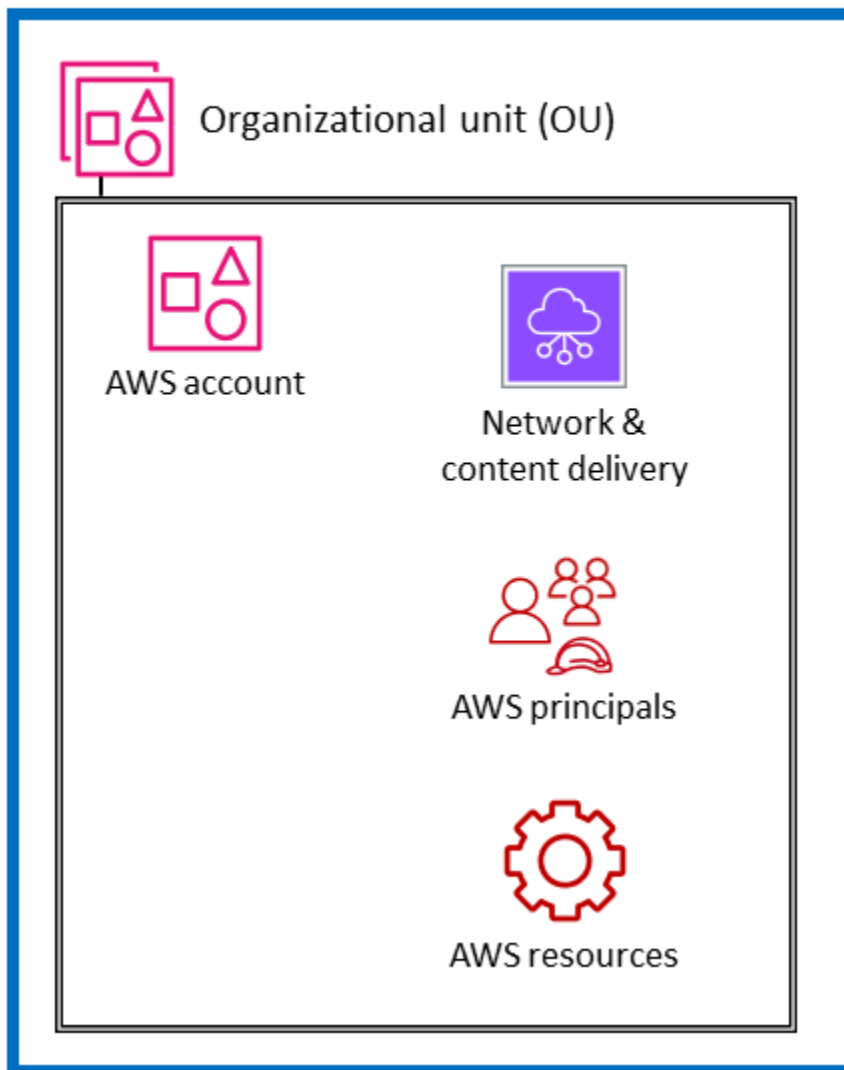 Organizational unit (OU)
AWS account
Network &
content delivery
AWS principals
AWS resources